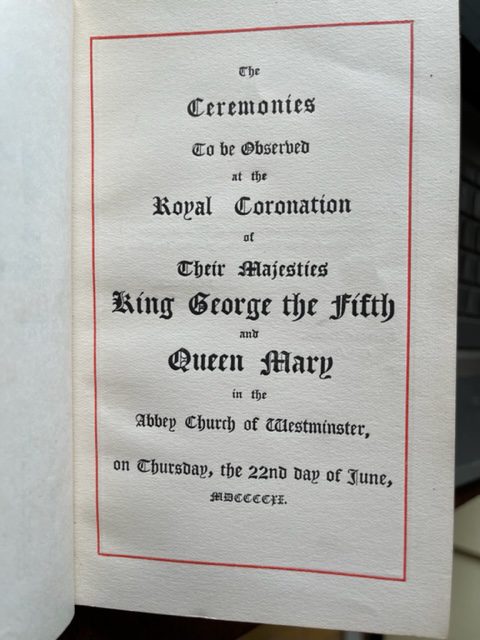 The
Ceremonies
To be Observed
at the
Royal Coronation
of
Their Majesties
King George the Fifth
and
Queen Mary
in the
Abbey Church of Westminster,
on Thursday, the 22nd day of June,
MDCCCCXI.